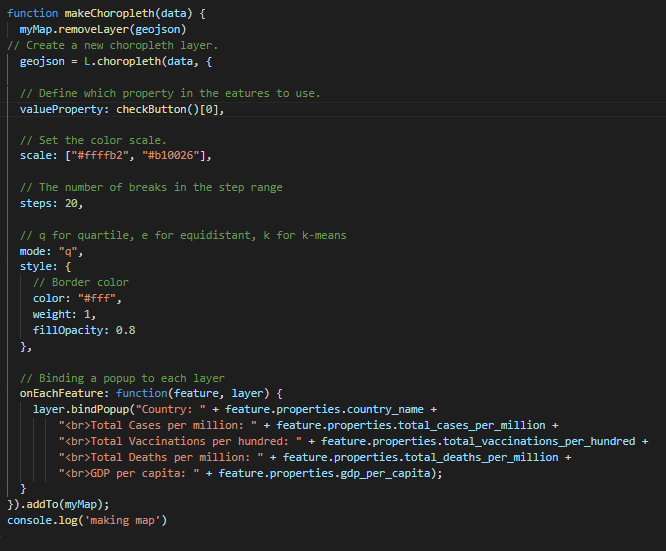 function makeChoropleth(data) {
myMap.removeLayer(geojson)
// Create a new choropleth layer.
geojson = L.choropleth(data, {
// Define which property in the eatures to use.
valueProperty: checkButton()[0],
// Set the color scale.
scale: ["#ffffb2", "#b10026"],
// The number of breaks in the step range
steps: 20,
// q for quartile, e for equidistant, k for k-means
mode: "q",
style: {
// Border color
color: "#fff",
weight: 1,
fillOpacity: 0.8
},
// Binding a popup to each layer
onEachFeature: function(feature, layer) {
layer.bindPopup("Country: " + feature.properties.country_name +
"<br>Total Cases per million: " + feature.properties.total_cases_per_million +
"<br>Total Vaccinations per hundred: " + feature.properties.total_vaccinations_per_hundred +
"<br>Total Deaths per million: " + feature.properties.total_deaths_per_million +
"<br>GDP per capita: " + feature.properties.gdp_per_capita);
}
}).addTo(myMap);
console.log('making map')